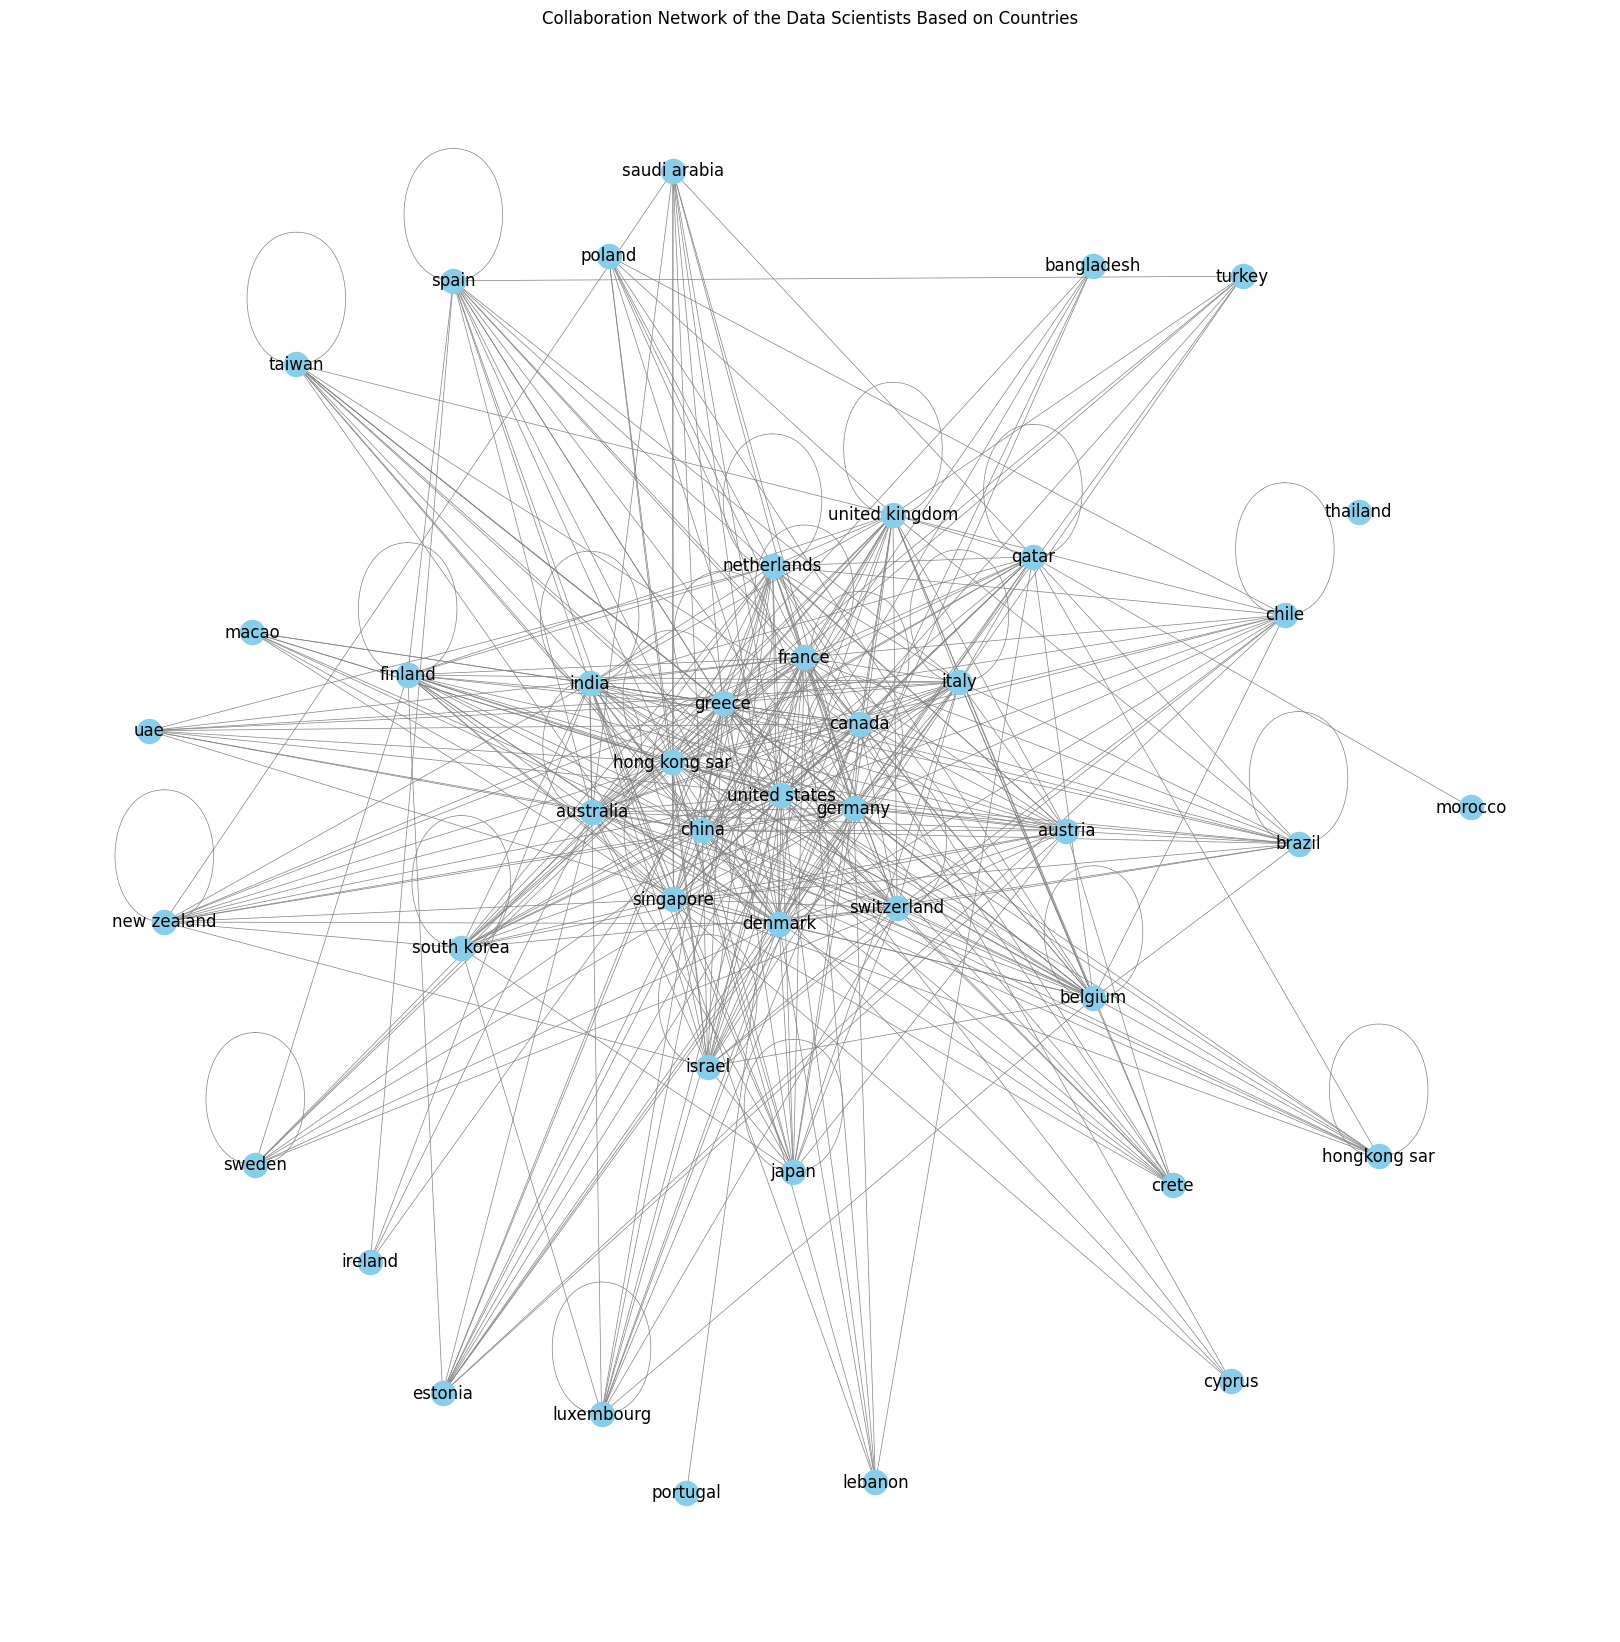 Collaboration Network of the Data Scientists Based on Countries
saudi arabia
poland
bangladesh
turkey
spain
taiwan
thailand
united kingdom
qatar
netherlands
chile
macao
france
finland
india
italy
greece
canada
uae
hong kong sar
united states
germany
morocco
australia
china
austria
brazil
singapore
switzerland
new zealand
denmark
south korea
belgium
israel
hongkong sar
sweden
japan
crete
ireland
cyprus
estonia
luxembourg
lebanon
portugal